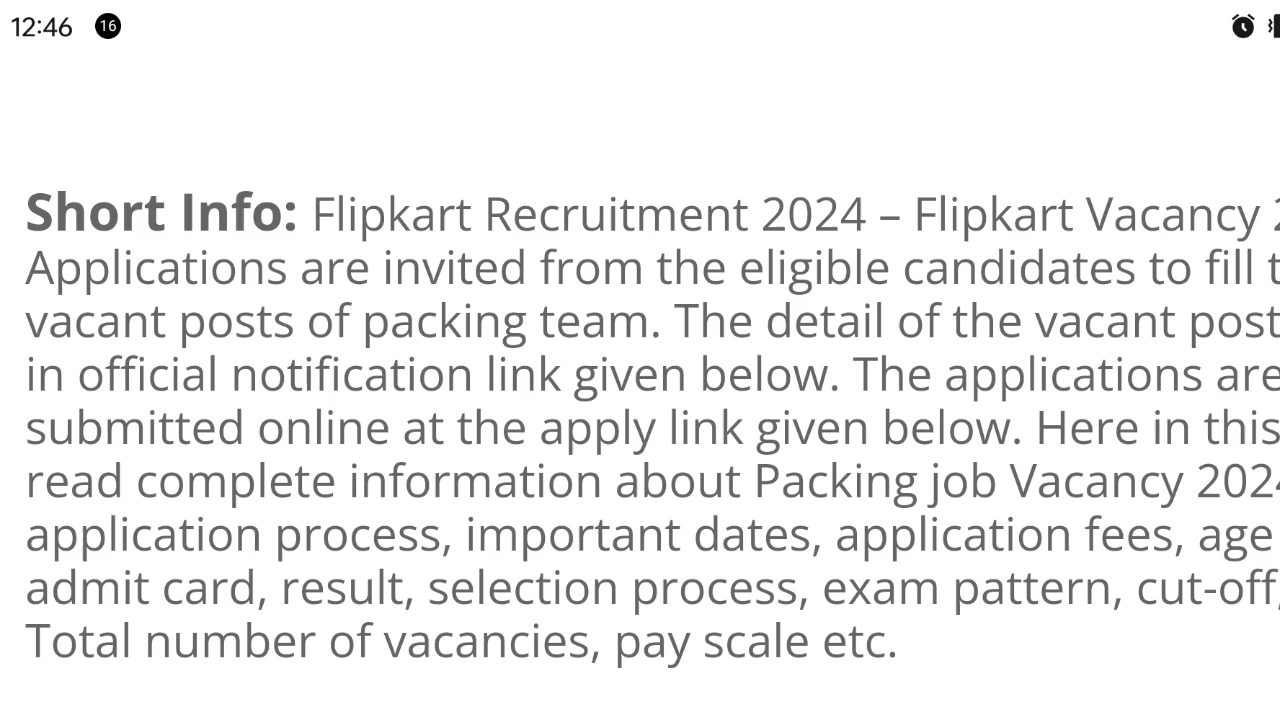 12:46 16
Short Info: Flipkart Recruitment 2024 – Flipkart Vacancy
Applications are invited from the eligible candidates to fill
vacant posts of packing team. The detail of the vacant post
in official notification link given below. The applications are
submitted online at the apply link given below. Here in this
read complete information about Packing job Vacancy 2024
application process, important dates, application fees, age
admit card, result, selection process, exam pattern, cut-off,
Total number of vacancies, pay scale etc.